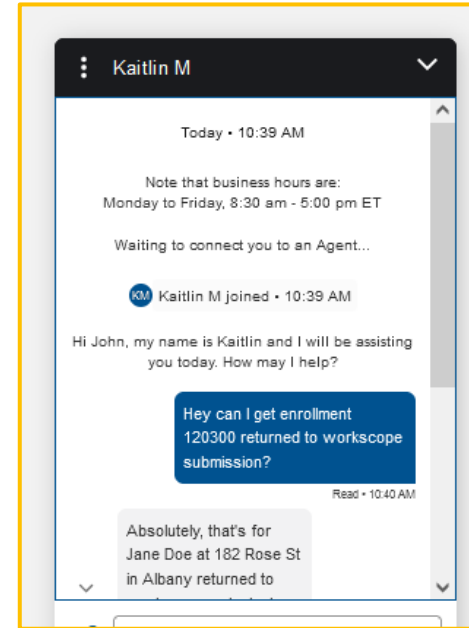 Kaitlin M
Today • 10:39 AM
Note that business hours are:
Monday to Friday, 8:30 am - 5:00 pm ET
Waiting to connect you to an Agent...
KM Kaitlin M joined • 10:39 AM
Hi John, my name is Kaitlin and I will be assisting
you today. How may I help?
Hey can I get enrollment
120300 returned to workscope
submission?
Read • 10:40 AM
Absolutely, that's for
Jane Doe at 182 Rose St
in Albany returned to